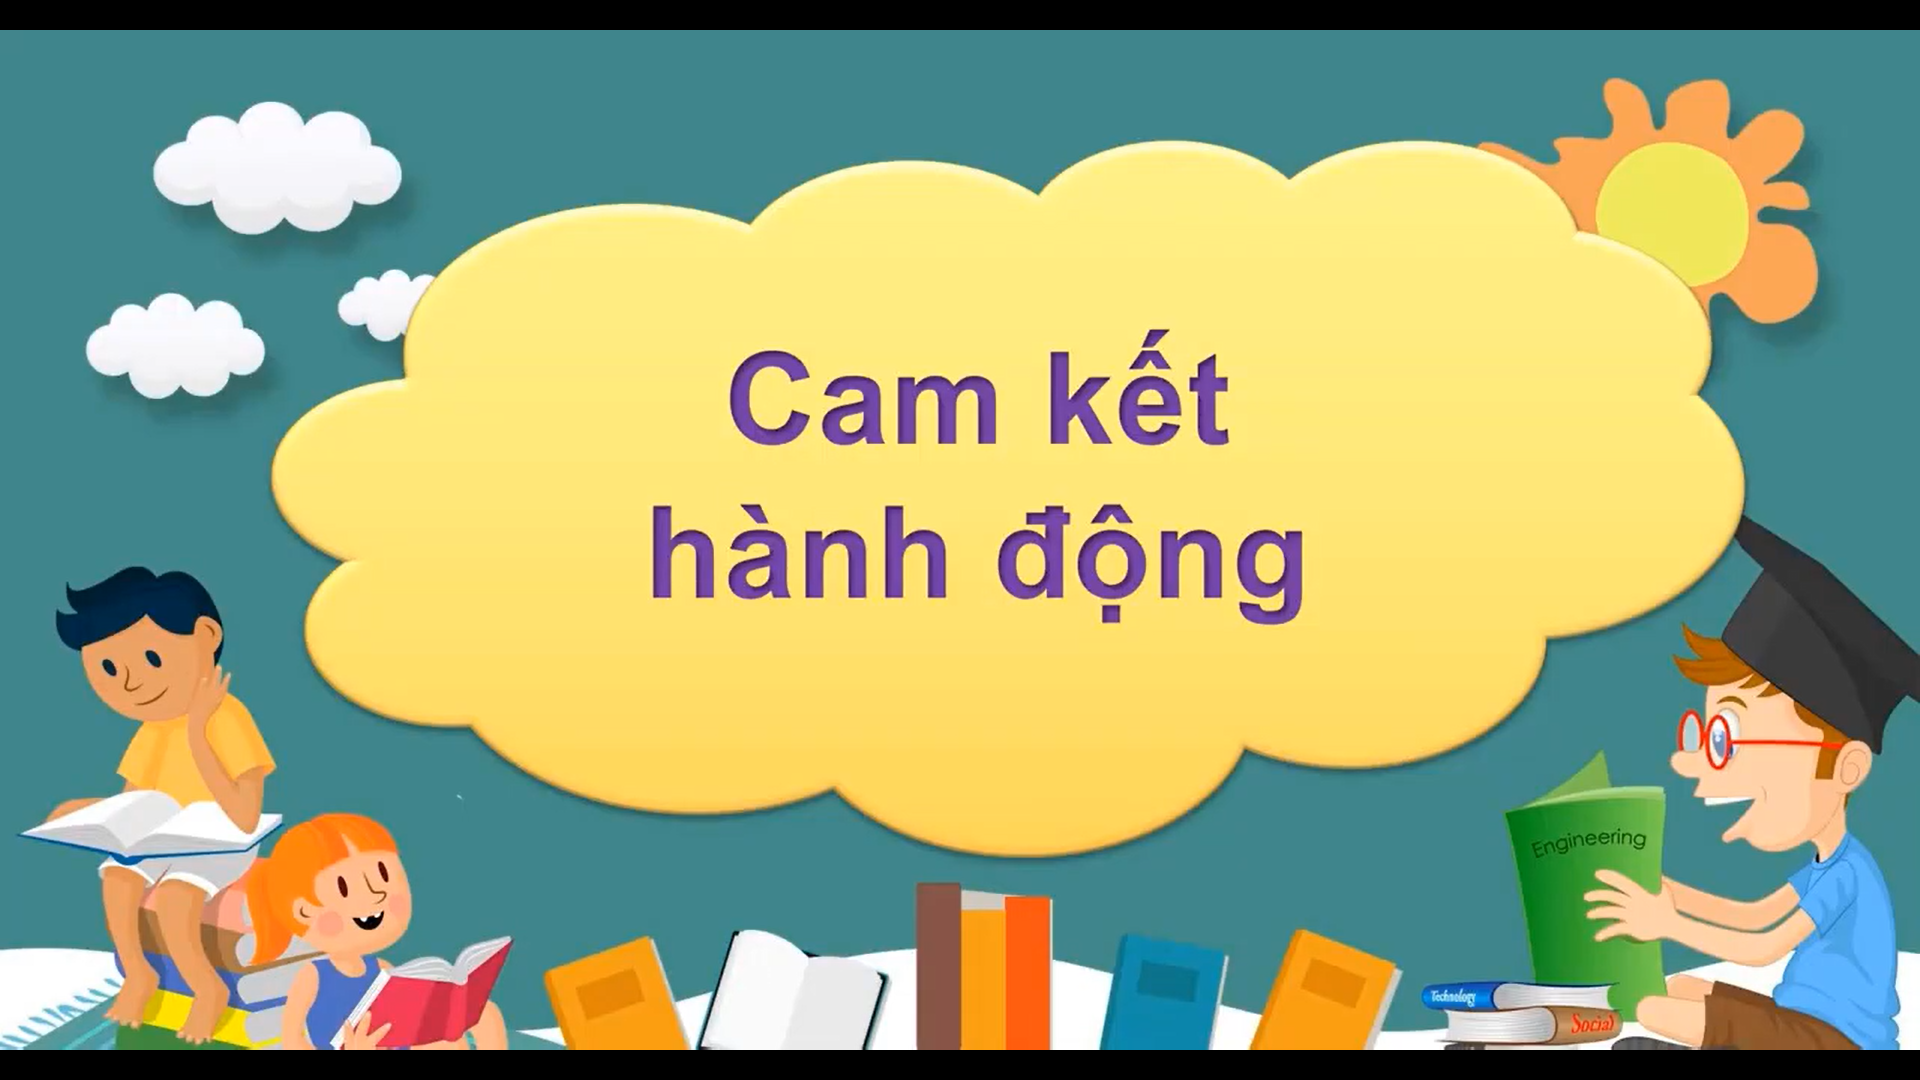 Cam kết
hành động
Engineering
Technology
Social